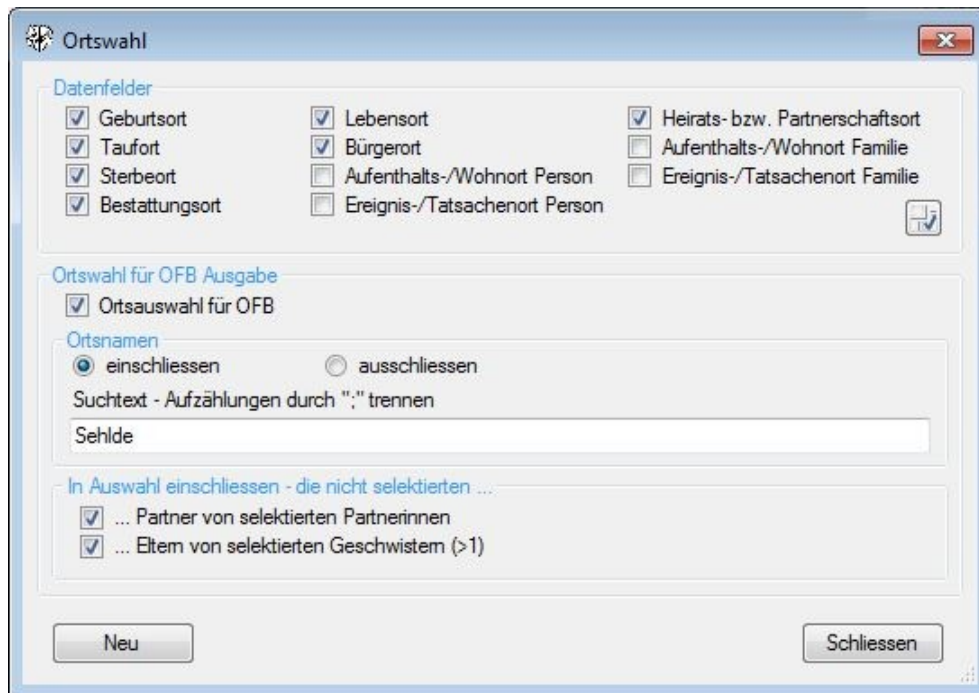 Ortswahl
Datenfelder
Geburtsort
Taufort
Sterbeort
Bestattungsort
Lebensort
Bürgerort
Aufenthalts-/Wohnort Person
Ereignis-/Tatsachenort Person
Heirats- bzw. Partnerschaftsort
Aufenthalts-/Wohnort Familie
Ereignis-/Tatsachenort Familie
Ortswahl für OFB Ausgabe
Ortsauswahl für OFB
Ortsnamen
einschliessen
ausschliessen
Suchtext - Aufzählungen durch ";" trennen
Sehlde
In Auswahl einschliessen - die nicht selektierten ...
... Partner von selektierten Partnerinnen
... Eltern von selektierten Geschwistern (>1)
Neu
Schliessen